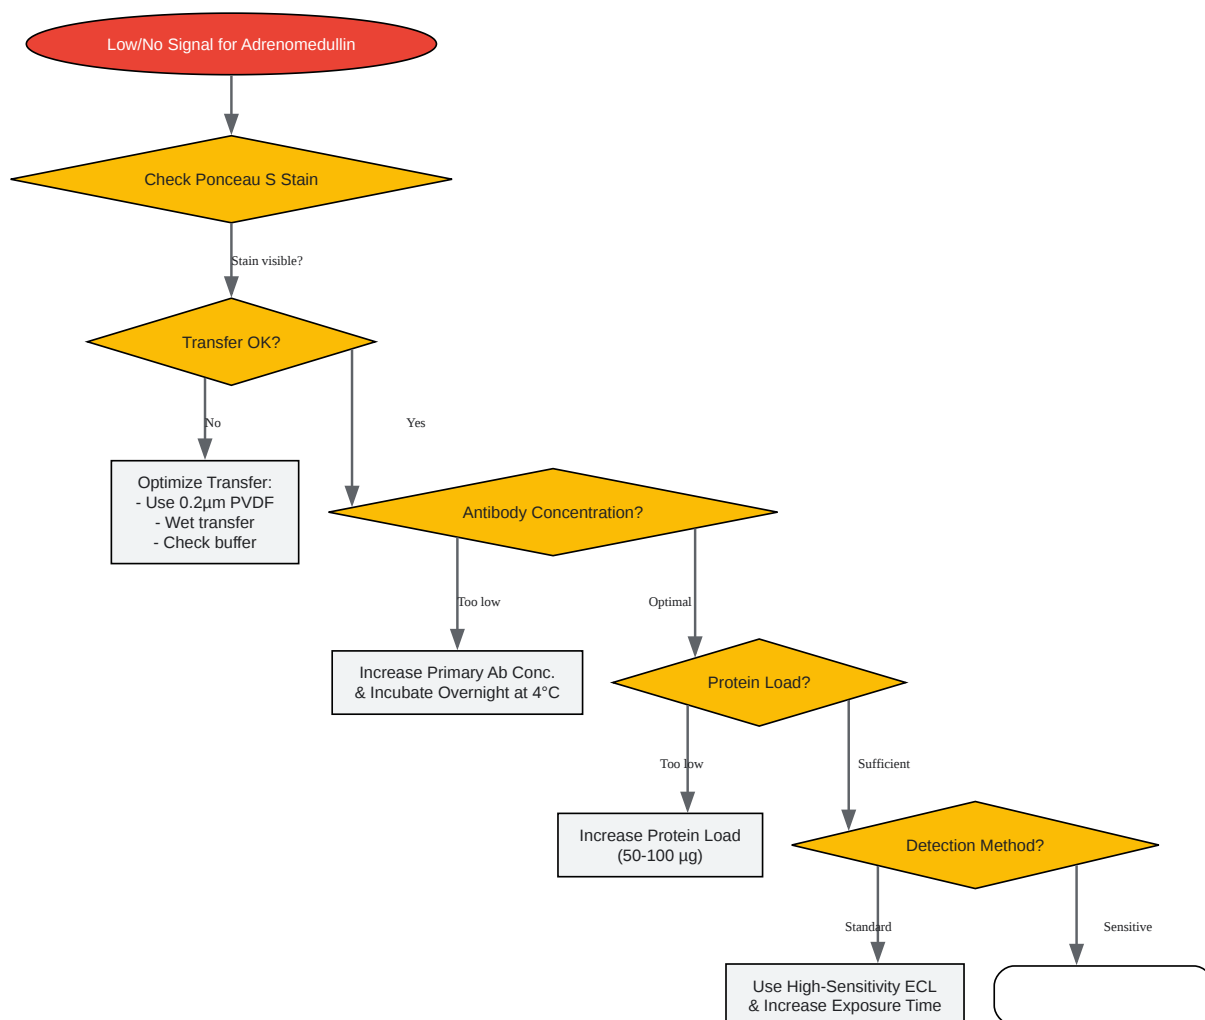 Low/No Signal for Adrenomedullin
Check Ponceau S Stain
Stain visible?
Transfer OK?
No
Yes
Optimize Transfer:
- Use 0.2µm PVDF
- Wet transfer
- Check buffer
Antibody Concentration?
Too low
Optimal
Increase Primary Ab Conc.
& Incubate Overnight at 4°C
Protein Load?
Too low
Sufficient
Increase Protein Load
(50-100 µg)
Detection Method?
Standard
Sensitive
Use High-Sensitivity ECL
& Increase Exposure Time